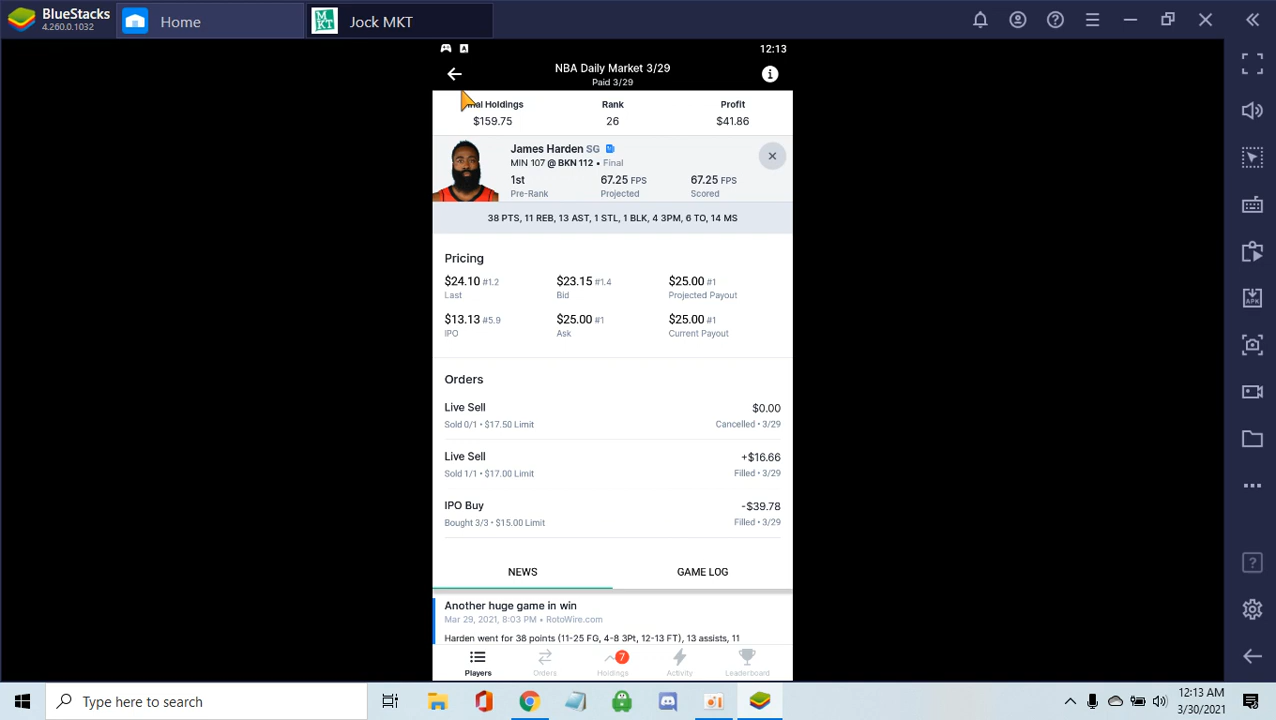 BlueStacks
4.260.0.1032
Home
Jock MKT
MKT
12:13
NBA Daily Market 3/29
Paid 3/29
al Holdings
Rank
Profit
$159.75
26
$41.86
James Harden SG
MIN 107 @ BKN 112 • Final
1st
67.25 FPS
67.25 FPS
Pre-Rank
Projected
Scored
38 PTS, 11 REB, 13 AST, 1 STL, 1 BLK, 4 3PM, 6 TO, 14 MS
Pricing
$24.10 #1.2
$23.15 #1.4
$25.00 #1
Last
Bid
Projected Payout
$13.13 #5.9
$25.00 #1
$25.00 #1
IPO
Ask
Current Payout
Orders
Live Sell
$0.00
Sold 0/1 • $17.50 Limit
Cancelled • 3/29
Live Sell
+$16.66
Sold 1/1 • $17.00 Limit
Filled • 3/29
IPO Buy
-$39.78
Bought 3/3 • $15.00 Limit
Filled • 3/29
NEWS
GAME LOG
Another huge game in win
Mar 29, 2021, 8:03 PM • RotoWire.com
Harden went for 38 points (11-25 FG, 4-8 3Pt, 12-13 FT), 13 assists, 11
7
Players
Orders
Holdings
Activity
Leaderboard
APK
Type here to search
12:13 AM
3/30/2021